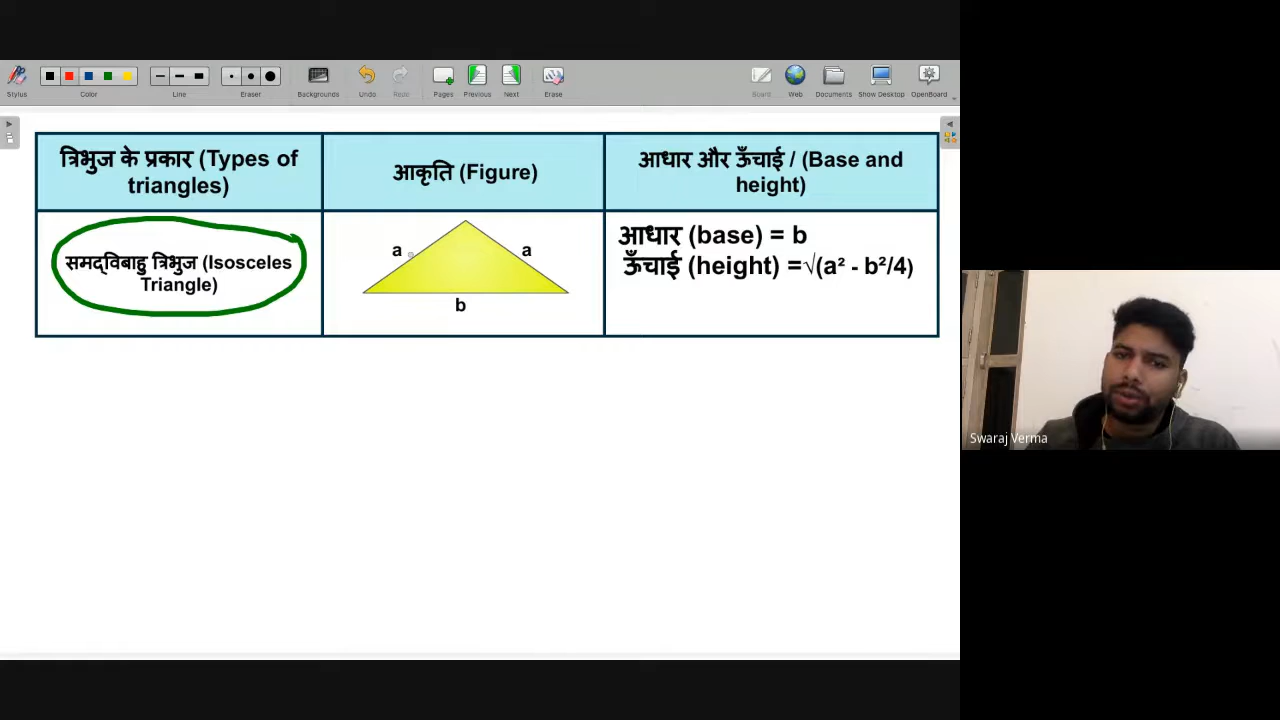 Stylus
Color
Line
Eraser
Backgrounds
Undo
Redo
Pages
Previous
Next
Erase
Board
Web
Documents
Show Desktop
OpenBoard
त्रिभुज के प्रकार (Types of
triangles)
आकृति (Figure)
आधार और ऊँचाई / (Base and
height)
समद्विबाहु त्रिभुज (Isosceles
Triangle)
a
a
b
आधार (base) = b
ऊँचाई (height) =√(a² - b²/4)
Swaraj Verma